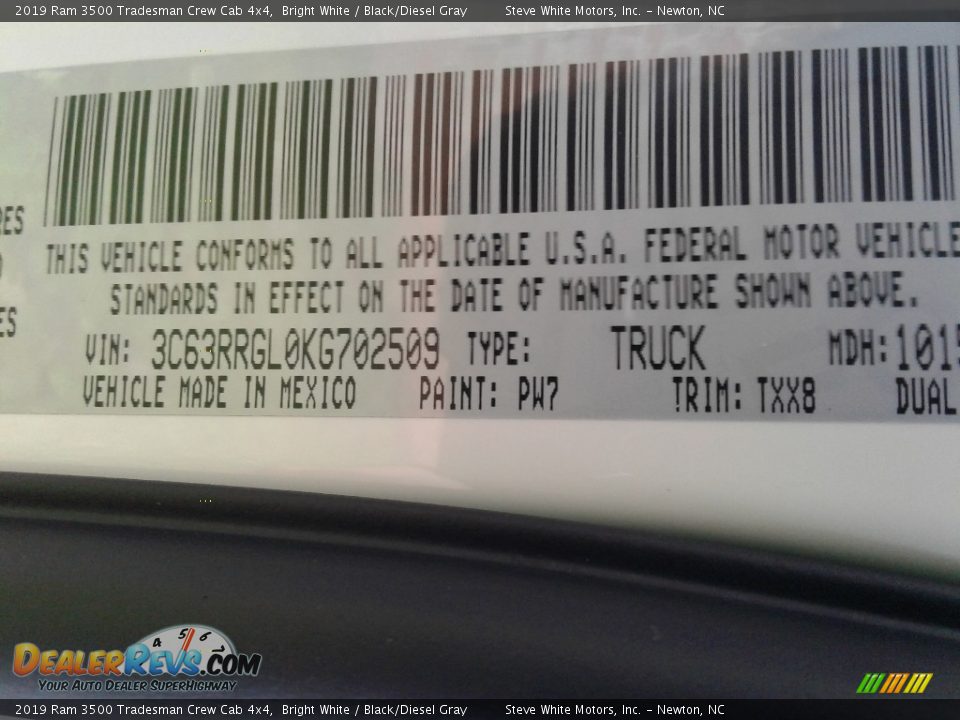 2019 Ram 3500 Tradesman Crew Cab 4x4, Bright White / Black/Diesel Gray Steve White Motors, Inc. - Newton, NC
THIS VEHICLE CONFORMS TO ALL APPLICABLE U.S.A. FEDERAL MOTOR VEHICLE
STANDARDS IN EFFECT ON THE DATE OF MANUFACTURE SHOWN ABOVE.
VIN: 3C63RRGL0KG702509 TYPE: TRUCK MDH: 1015
VEHICLE MADE IN MEXICO PAINT: PW7 TRIM: TXX8 DUAL
DEALERREVS.COM
YOUR AUTO DEALER SUPERHIGHWAY
2019 Ram 3500 Tradesman Crew Cab 4x4, Bright White / Black/Diesel Gray Steve White Motors, Inc. - Newton, NC